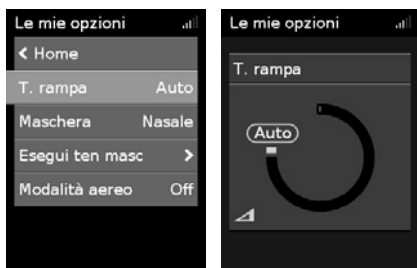 Le mie opzioni
< Home
T. rampa Auto
Maschera Nasale
Esegui ten masc >
Modalità aereo Off
Le mie opzioni
T. rampa
Auto